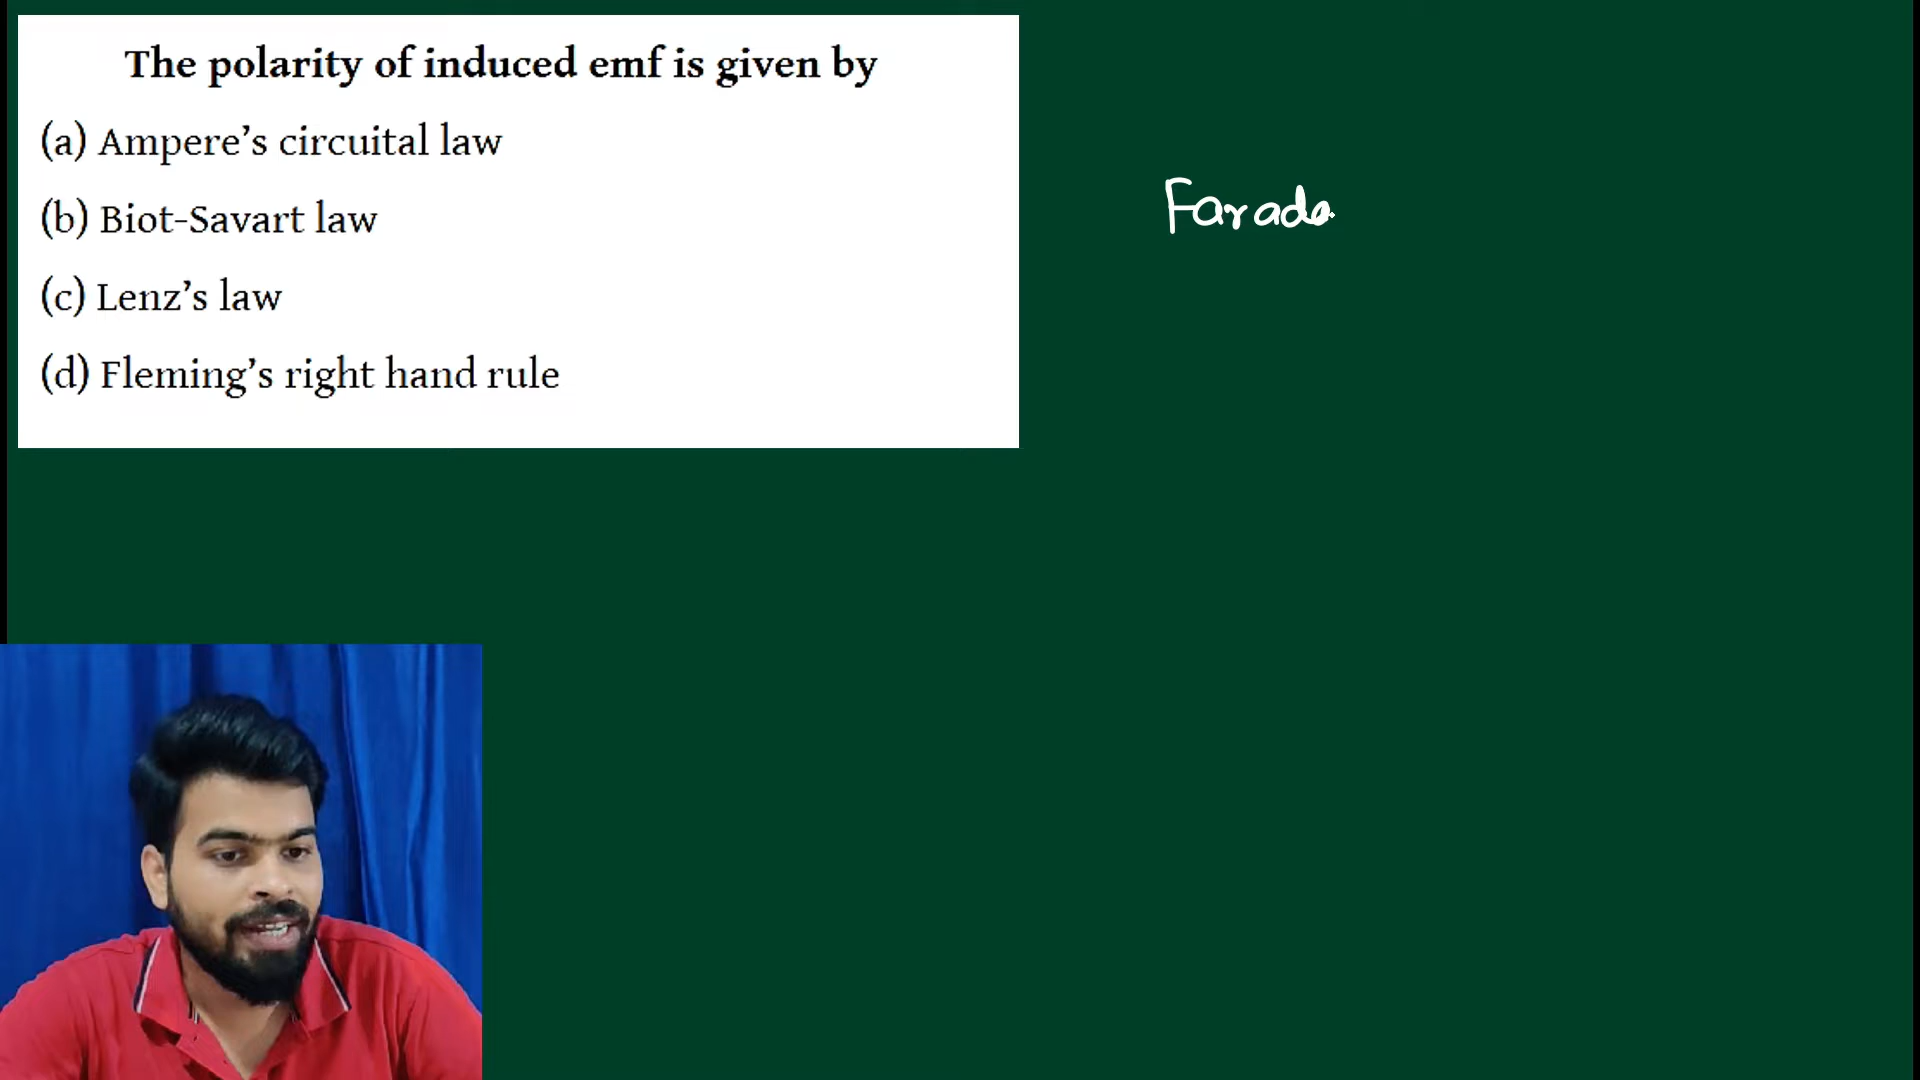 The polarity of induced emf is given by
(a) Ampere’s circuital law
(b) Biot-Savart law
(c) Lenz’s law
(d) Fleming’s right hand rule
Farada